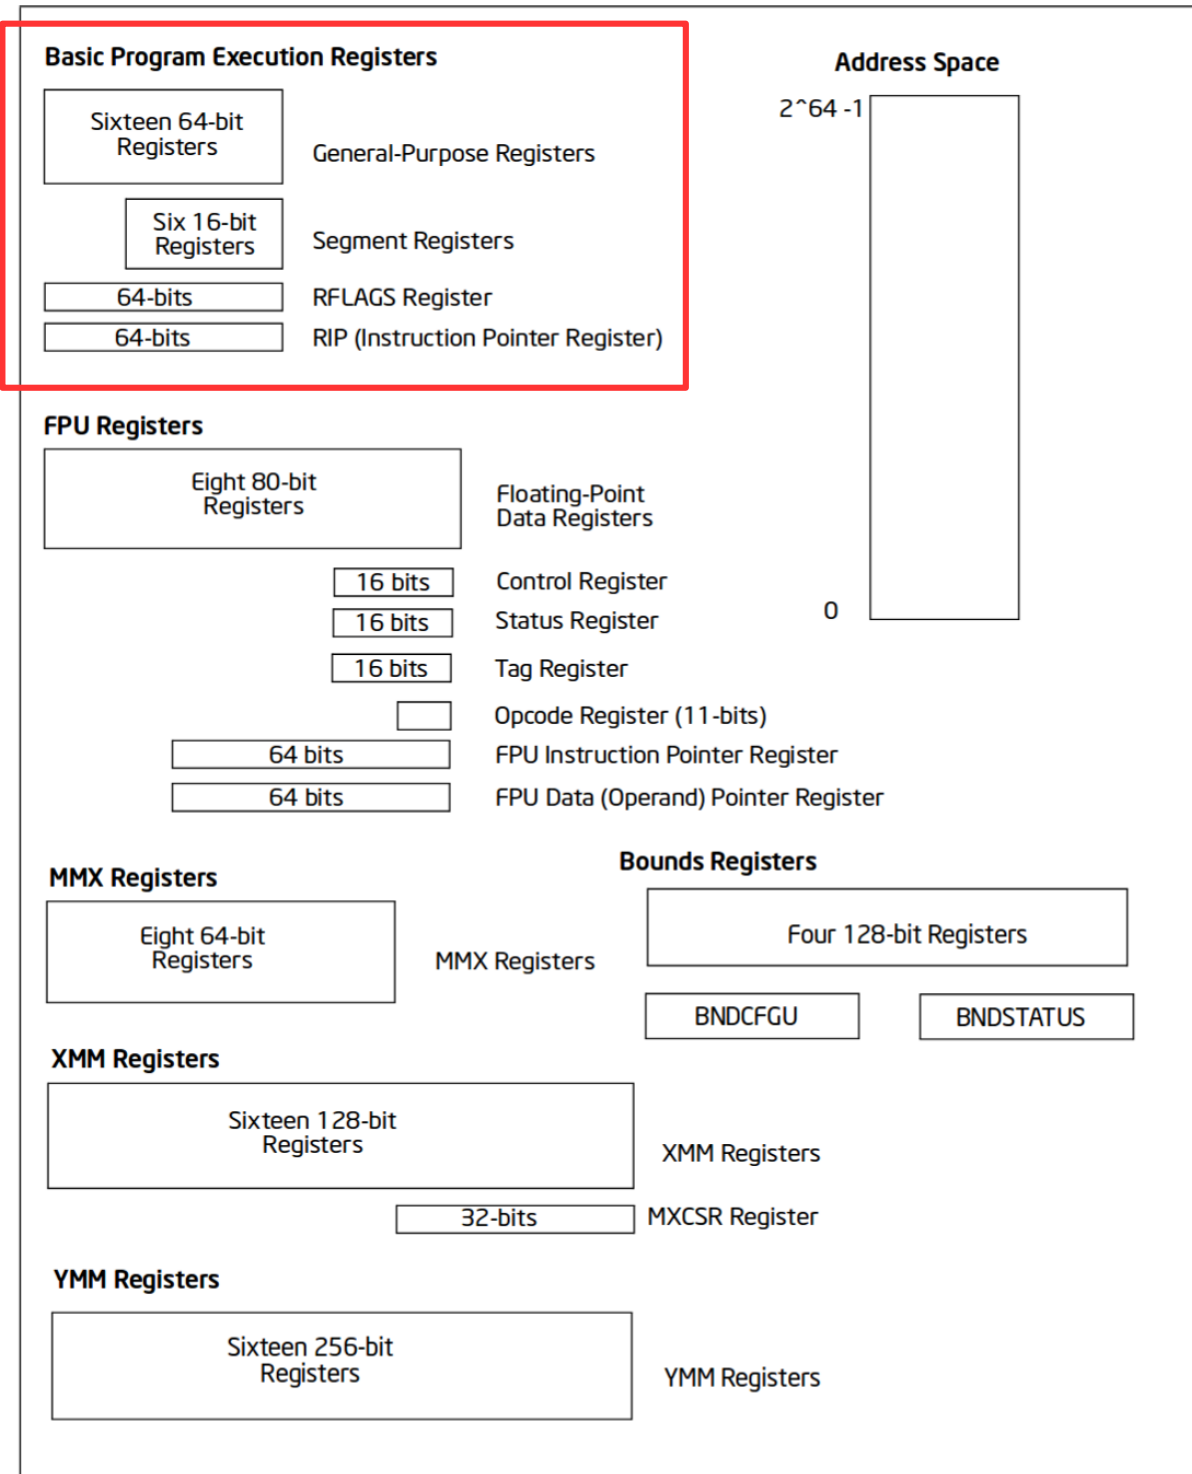 Basic Program Execution Registers
Sixteen 64-bit
Registers
General-Purpose Registers
Six 16-bit
Registers
Segment Registers
64-bits
RFLAGS Register
64-bits
RIP (Instruction Pointer Register)
Address Space
2^64 -1
0
FPU Registers
Eight 80-bit
Registers
Floating-Point
Data Registers
16 bits
Control Register
16 bits
Status Register
16 bits
Tag Register
Opcode Register (11-bits)
64 bits
FPU Instruction Pointer Register
64 bits
FPU Data (Operand) Pointer Register
MMX Registers
Eight 64-bit
Registers
MMX Registers
Bounds Registers
Four 128-bit Registers
BNDCFGU
BNDSTATUS
XMM Registers
Sixteen 128-bit
Registers
XMM Registers
32-bits
MXCSR Register
YMM Registers
Sixteen 256-bit
Registers
YMM Registers